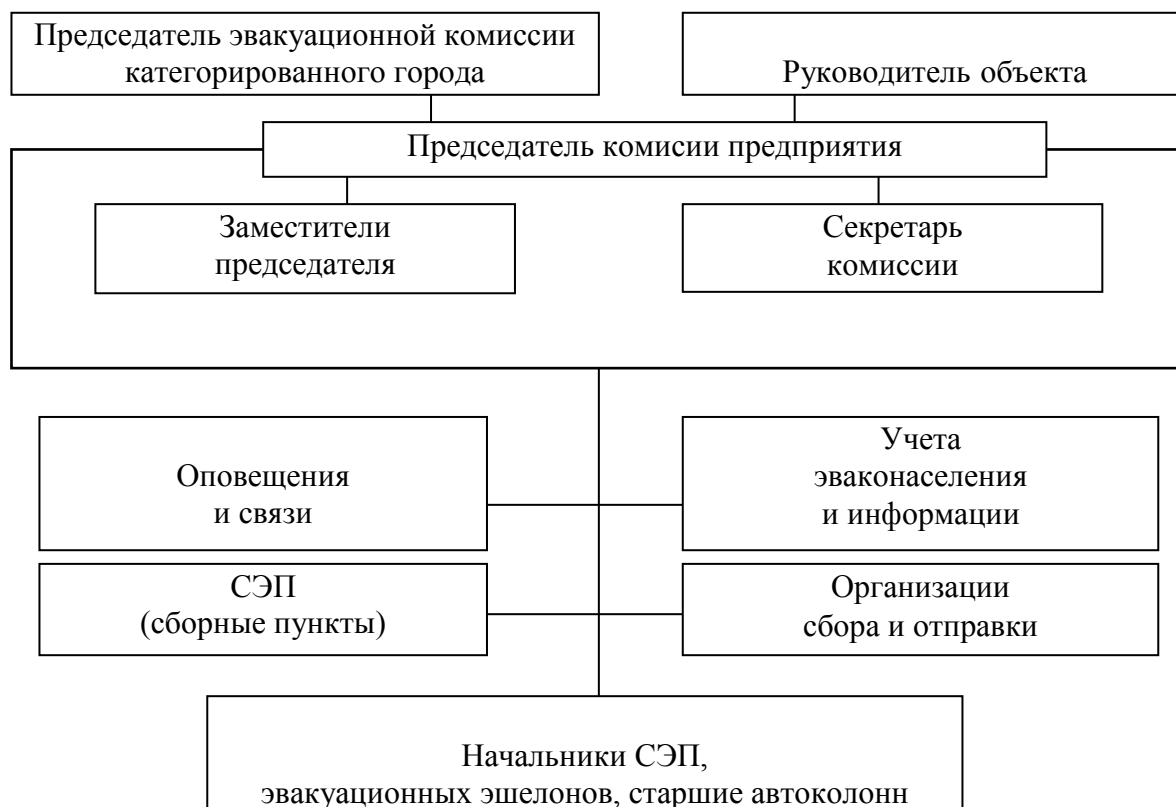 Председатель эвакуационной комиссии
категорированного города
Руководитель объекта
Председатель комисии предприятия
Заместители
председателя
Секретарь
комиссии
Оповещения
и связи
Учета
эваконаселения
и информации
СЭП
(сборные пункты)
Организации
сбора и отправки
Начальники СЭП,
эвакуационных эшелонов, старшие автоколонн